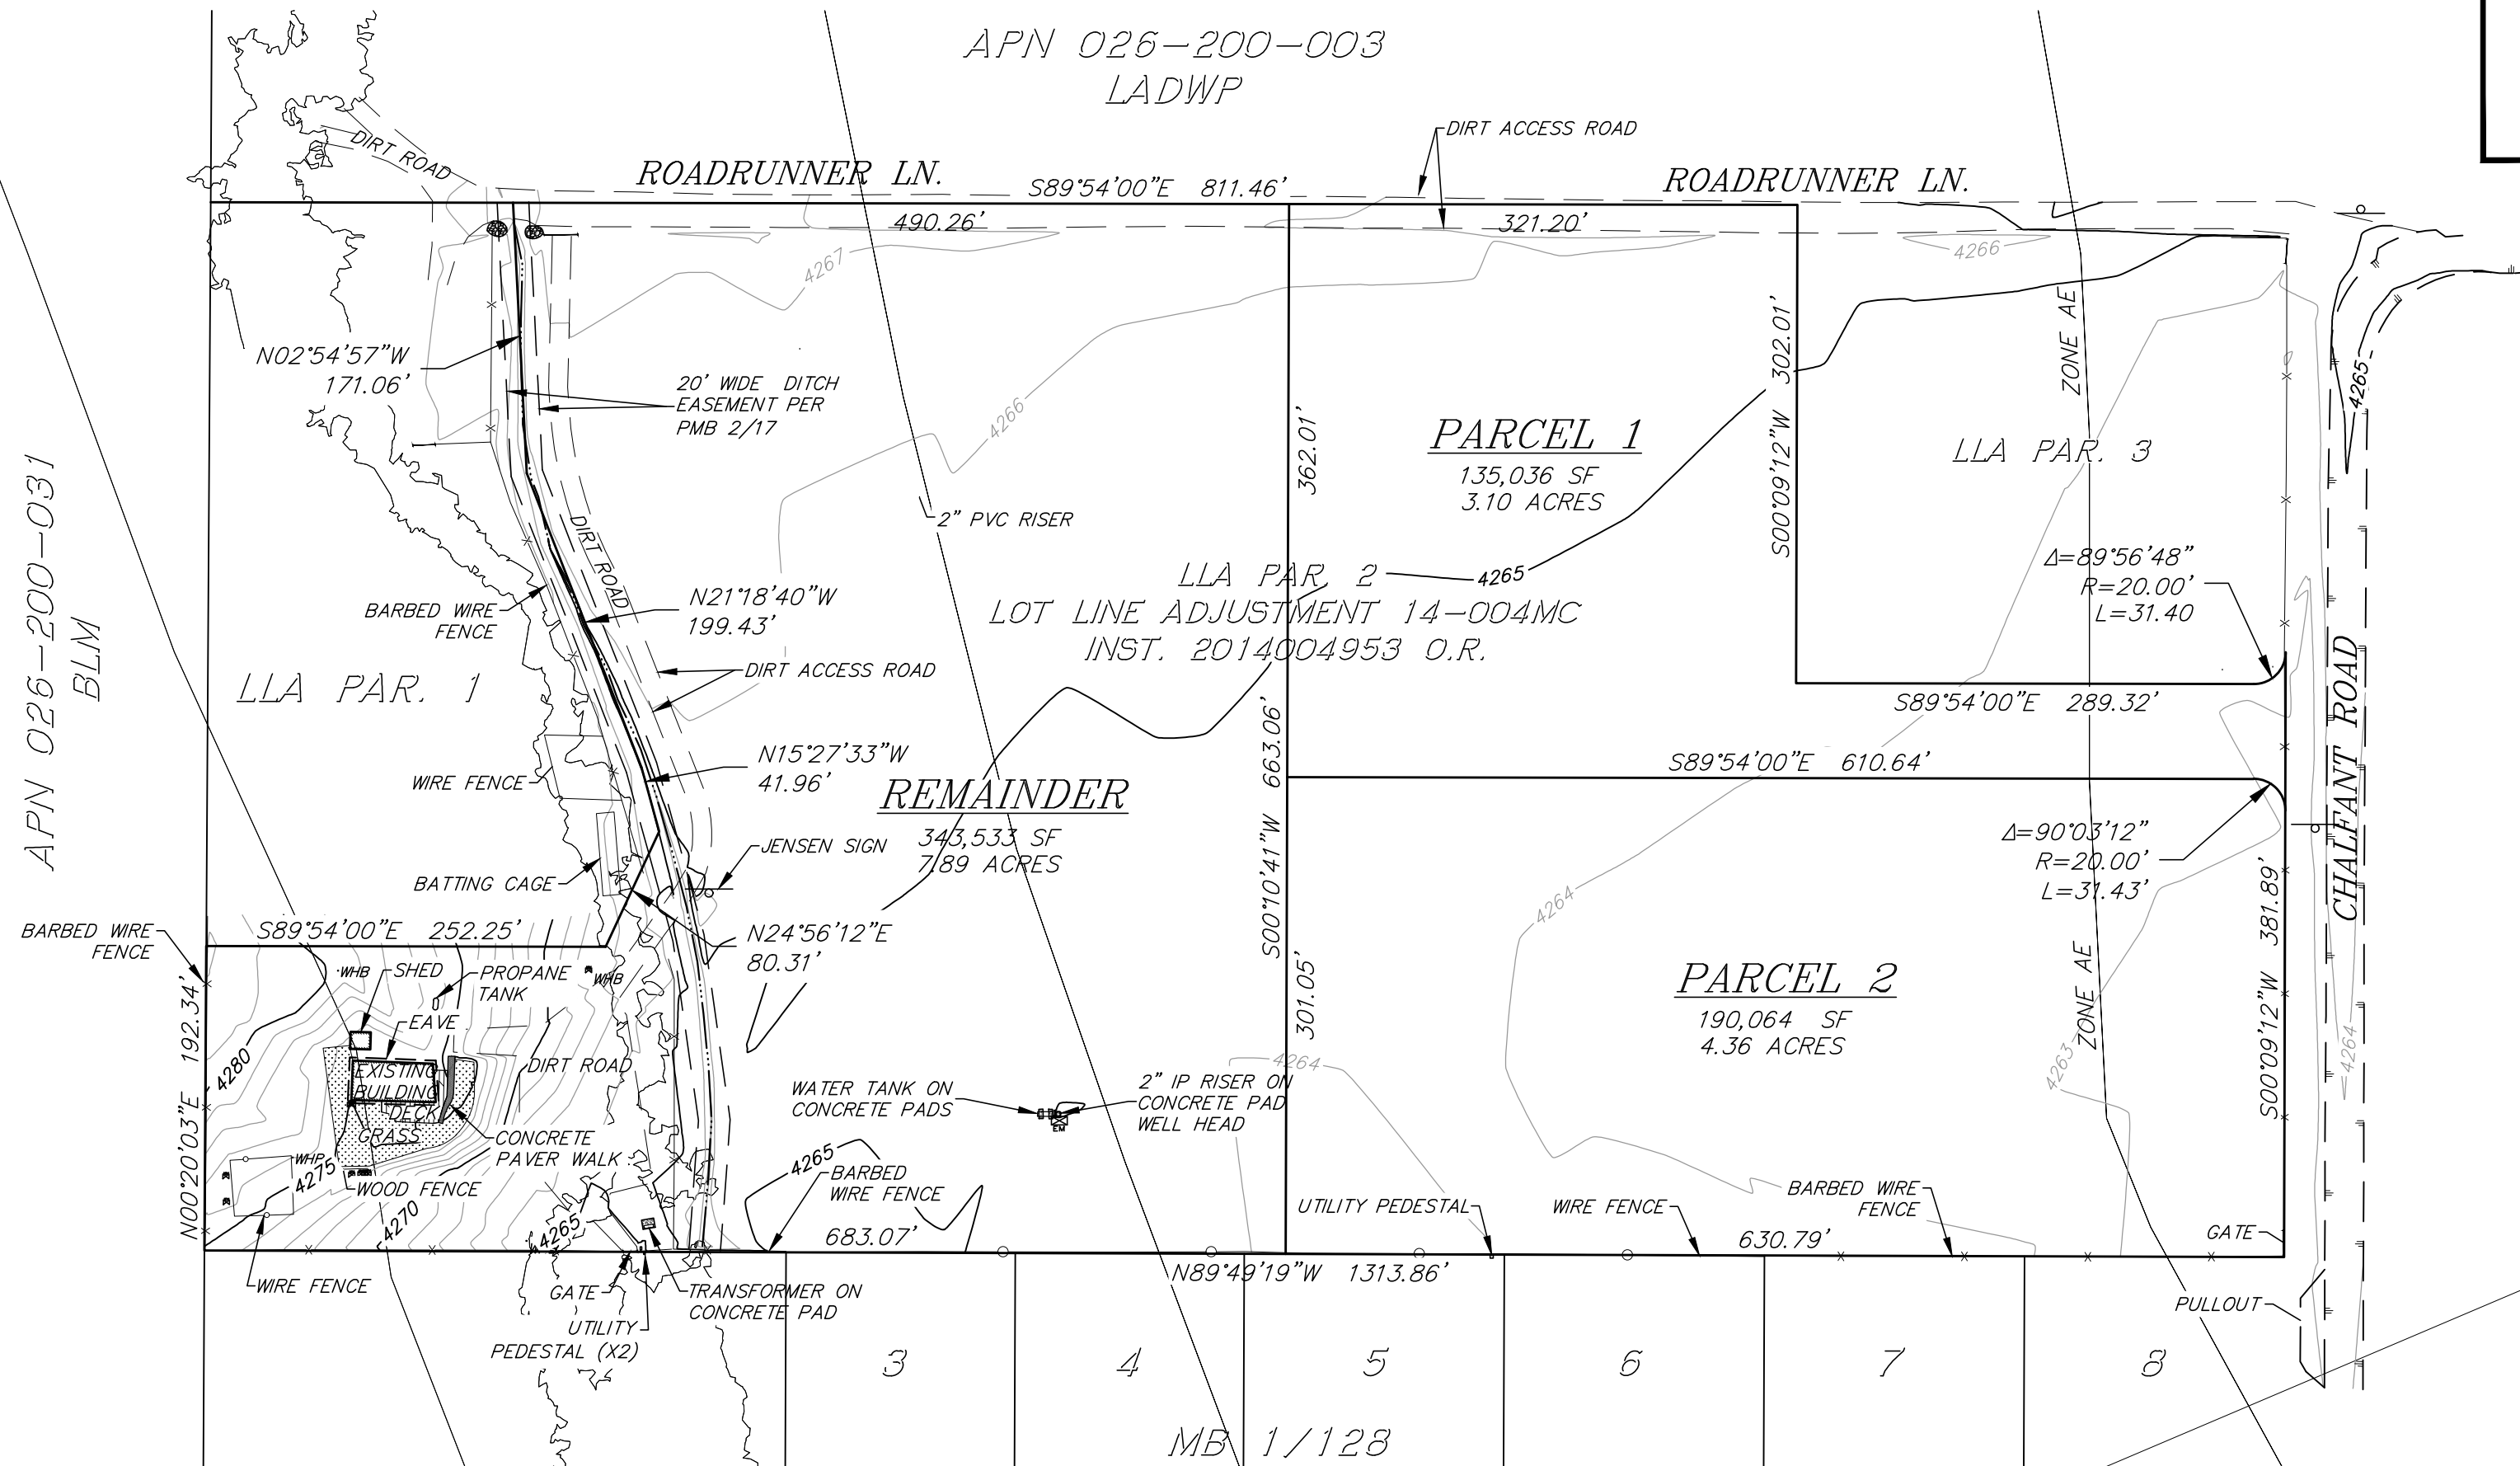 APN 026-200-003
LADWP
DIRT ROAD
DIRT ACCESS ROAD
ROADRUNNER LN.
S89°54'00"E 811.46'
ROADRUNNER LN.
490.26'
321.20'
4267
4266
N02°54'57"W
171.06'
20' WIDE DITCH
EASEMENT PER
PMB 2/17
4266
362.01'
PARCEL 1
135,036 SF
3.10 ACRES
S00°09'12"W 302.01'
ZONE AE
LLA PAR. 3
4265
APN 026-200-031
BLM
2" PVC RISER
DIRT ROAD
BARBED WIRE
FENCE
N21°18'40"W
199.43'
LLA PAR. 2
4265
LOT LINE ADJUSTMENT 14-004MC
INST. 2014004953 O.R.
Δ=89°56'48"
R=20.00'
L=31.40
LLA PAR. 1
DIRT ACCESS ROAD
S89°54'00"E 289.32'
CHALFANT ROAD
WIRE FENCE
N15°27'33"W
41.96'
S89°54'00"E 610.64'
REMAINDER
343,533 SF
7.89 ACRES
S00°10'41"W 663.06'
JENSEN SIGN
BATTING CAGE
Δ=90°03'12"
R=20.00'
L=31.43'
4264
BARBED WIRE
FENCE
S89°54'00"E 252.25'
N24°56'12"E
80.31'
S00°09'12"W 381.89'
WHB
SHED
PROPANE
TANK
WHB
EAVE
301.05'
PARCEL 2
190,064 SF
4.36 ACRES
ZONE AE
4263
4264
N00°20'03"E 192.34'
4280
EXISTING
BUILDING
DECK
GRASS
DIRT ROAD
CONCRETE
PAVER WALK
WATER TANK ON
CONCRETE PADS
EM
2" IP RISER ON
CONCRETE PAD
WELL HEAD
4264
WHP
4275
WOOD FENCE
4270
4265
4265
BARBED
WIRE FENCE
683.07'
UTILITY PEDESTAL
WIRE FENCE
BARBED WIRE
FENCE
630.79'
GATE
WIRE FENCE
GATE
TRANSFORMER ON
CONCRETE PAD
UTILITY
PEDESTAL (X2)
N89°49'19"W 1313.86'
PULLOUT
3
4
5
6
7
8
MB 1/128